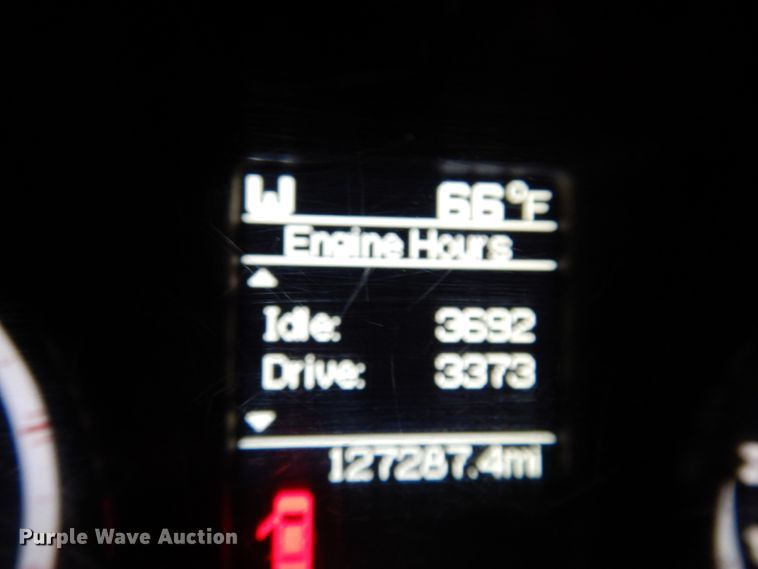 W 66°F
Engine Hours
Idle: 3692
Drive: 3373
127287.4mi
Purple Wave Auction